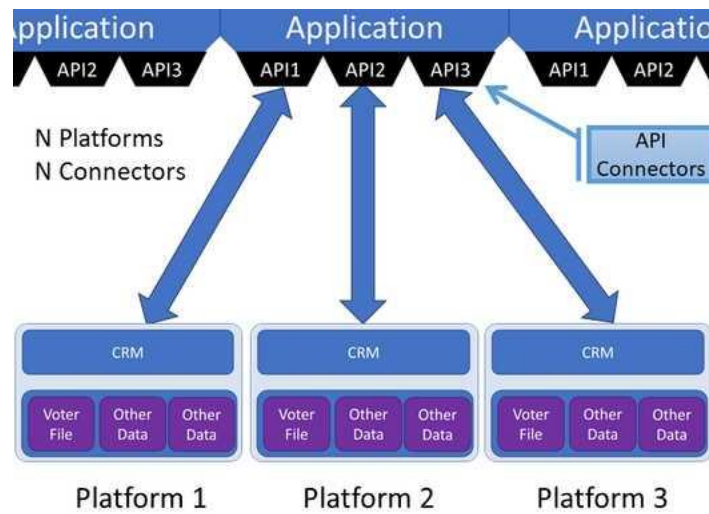 Application
Application
Applicatio
API2
API3
API1
API2
API3
API1
API2
N Platforms
N Connectors
API
Connectors
CRM
CRM
CRM
Voter
File
Other
Data
Other
Data
Voter
File
Other
Data
Other
Data
Voter
File
Other
Data
Other
Data
Platform 1
Platform 2
Platform 3